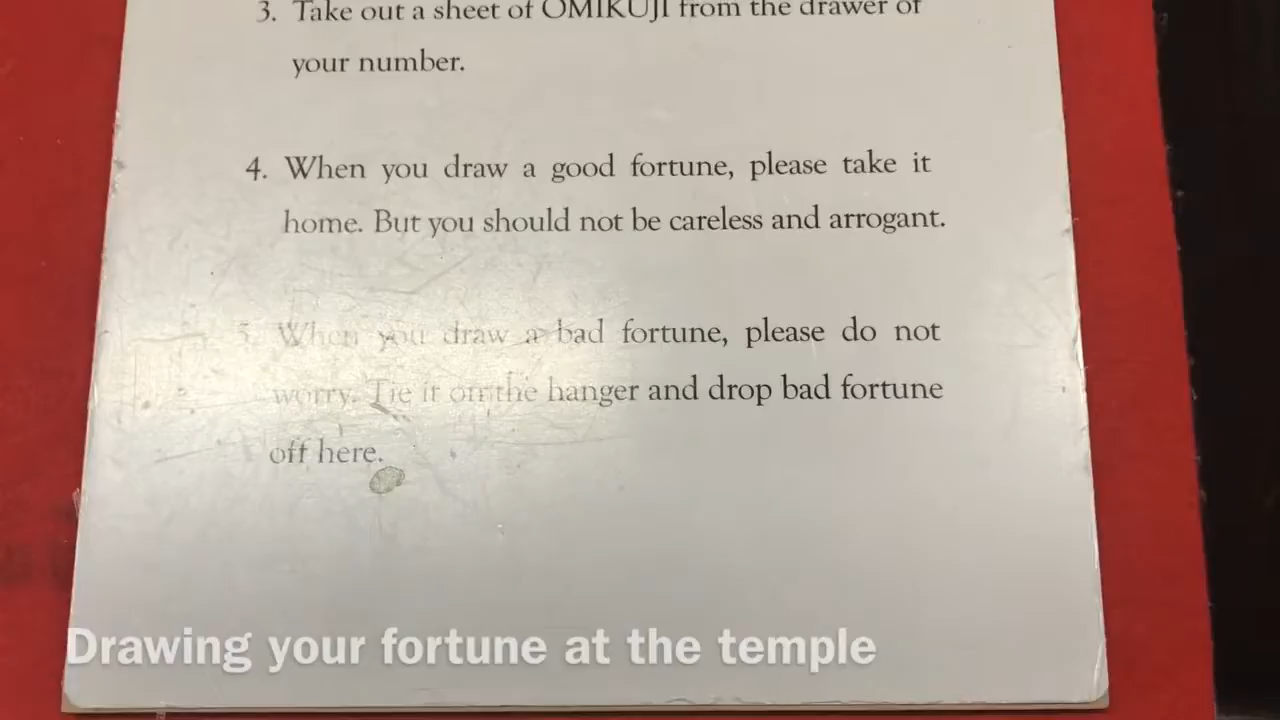 3. Take out a sheet of OMIKUJI from the drawer of
your number.
4. When you draw a good fortune, please take it
home. But you should not be careless and arrogant.
5. When you draw a bad fortune, please do not
worry. Tie it on the hanger and drop bad fortune
off here.
Drawing your fortune at the temple